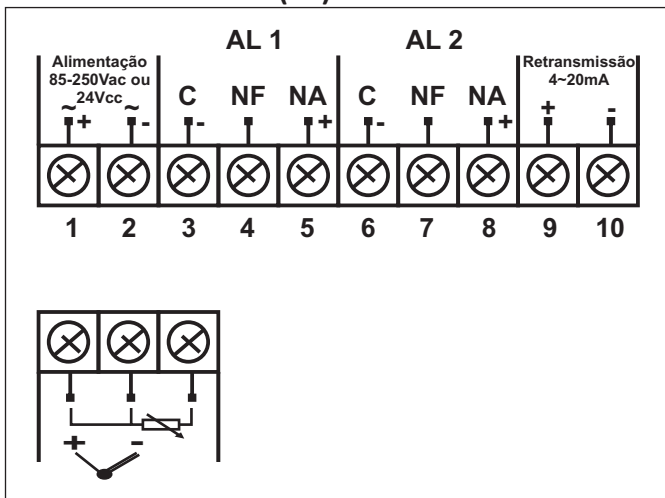 AL 1 AL 2
Alimentação
85-250Vac ou
24Vcc
Retransmissão
4~20mA
C NF NA C NF NA
~+ ~- - + - + + -
1 2 3 4 5 6 7 8 9 10
+ -